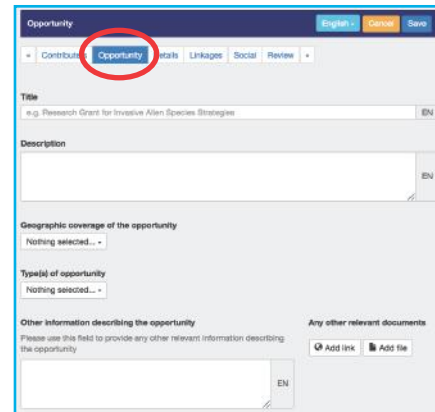 Opportunity English Cancel Save
« Contributors Opportunity Details Linkages Social Review »
Title
e.g. Research Grant for Invasive Alien Species Strategies EN
Description
EN
Geographic coverage of the opportunity
Nothing selected...
Type(s) of opportunity
Nothing selected...
Other information describing the opportunity Any other relevant documents
Please use this field to provide any other relevant information describing
the opportunity
Add link Add file
EN